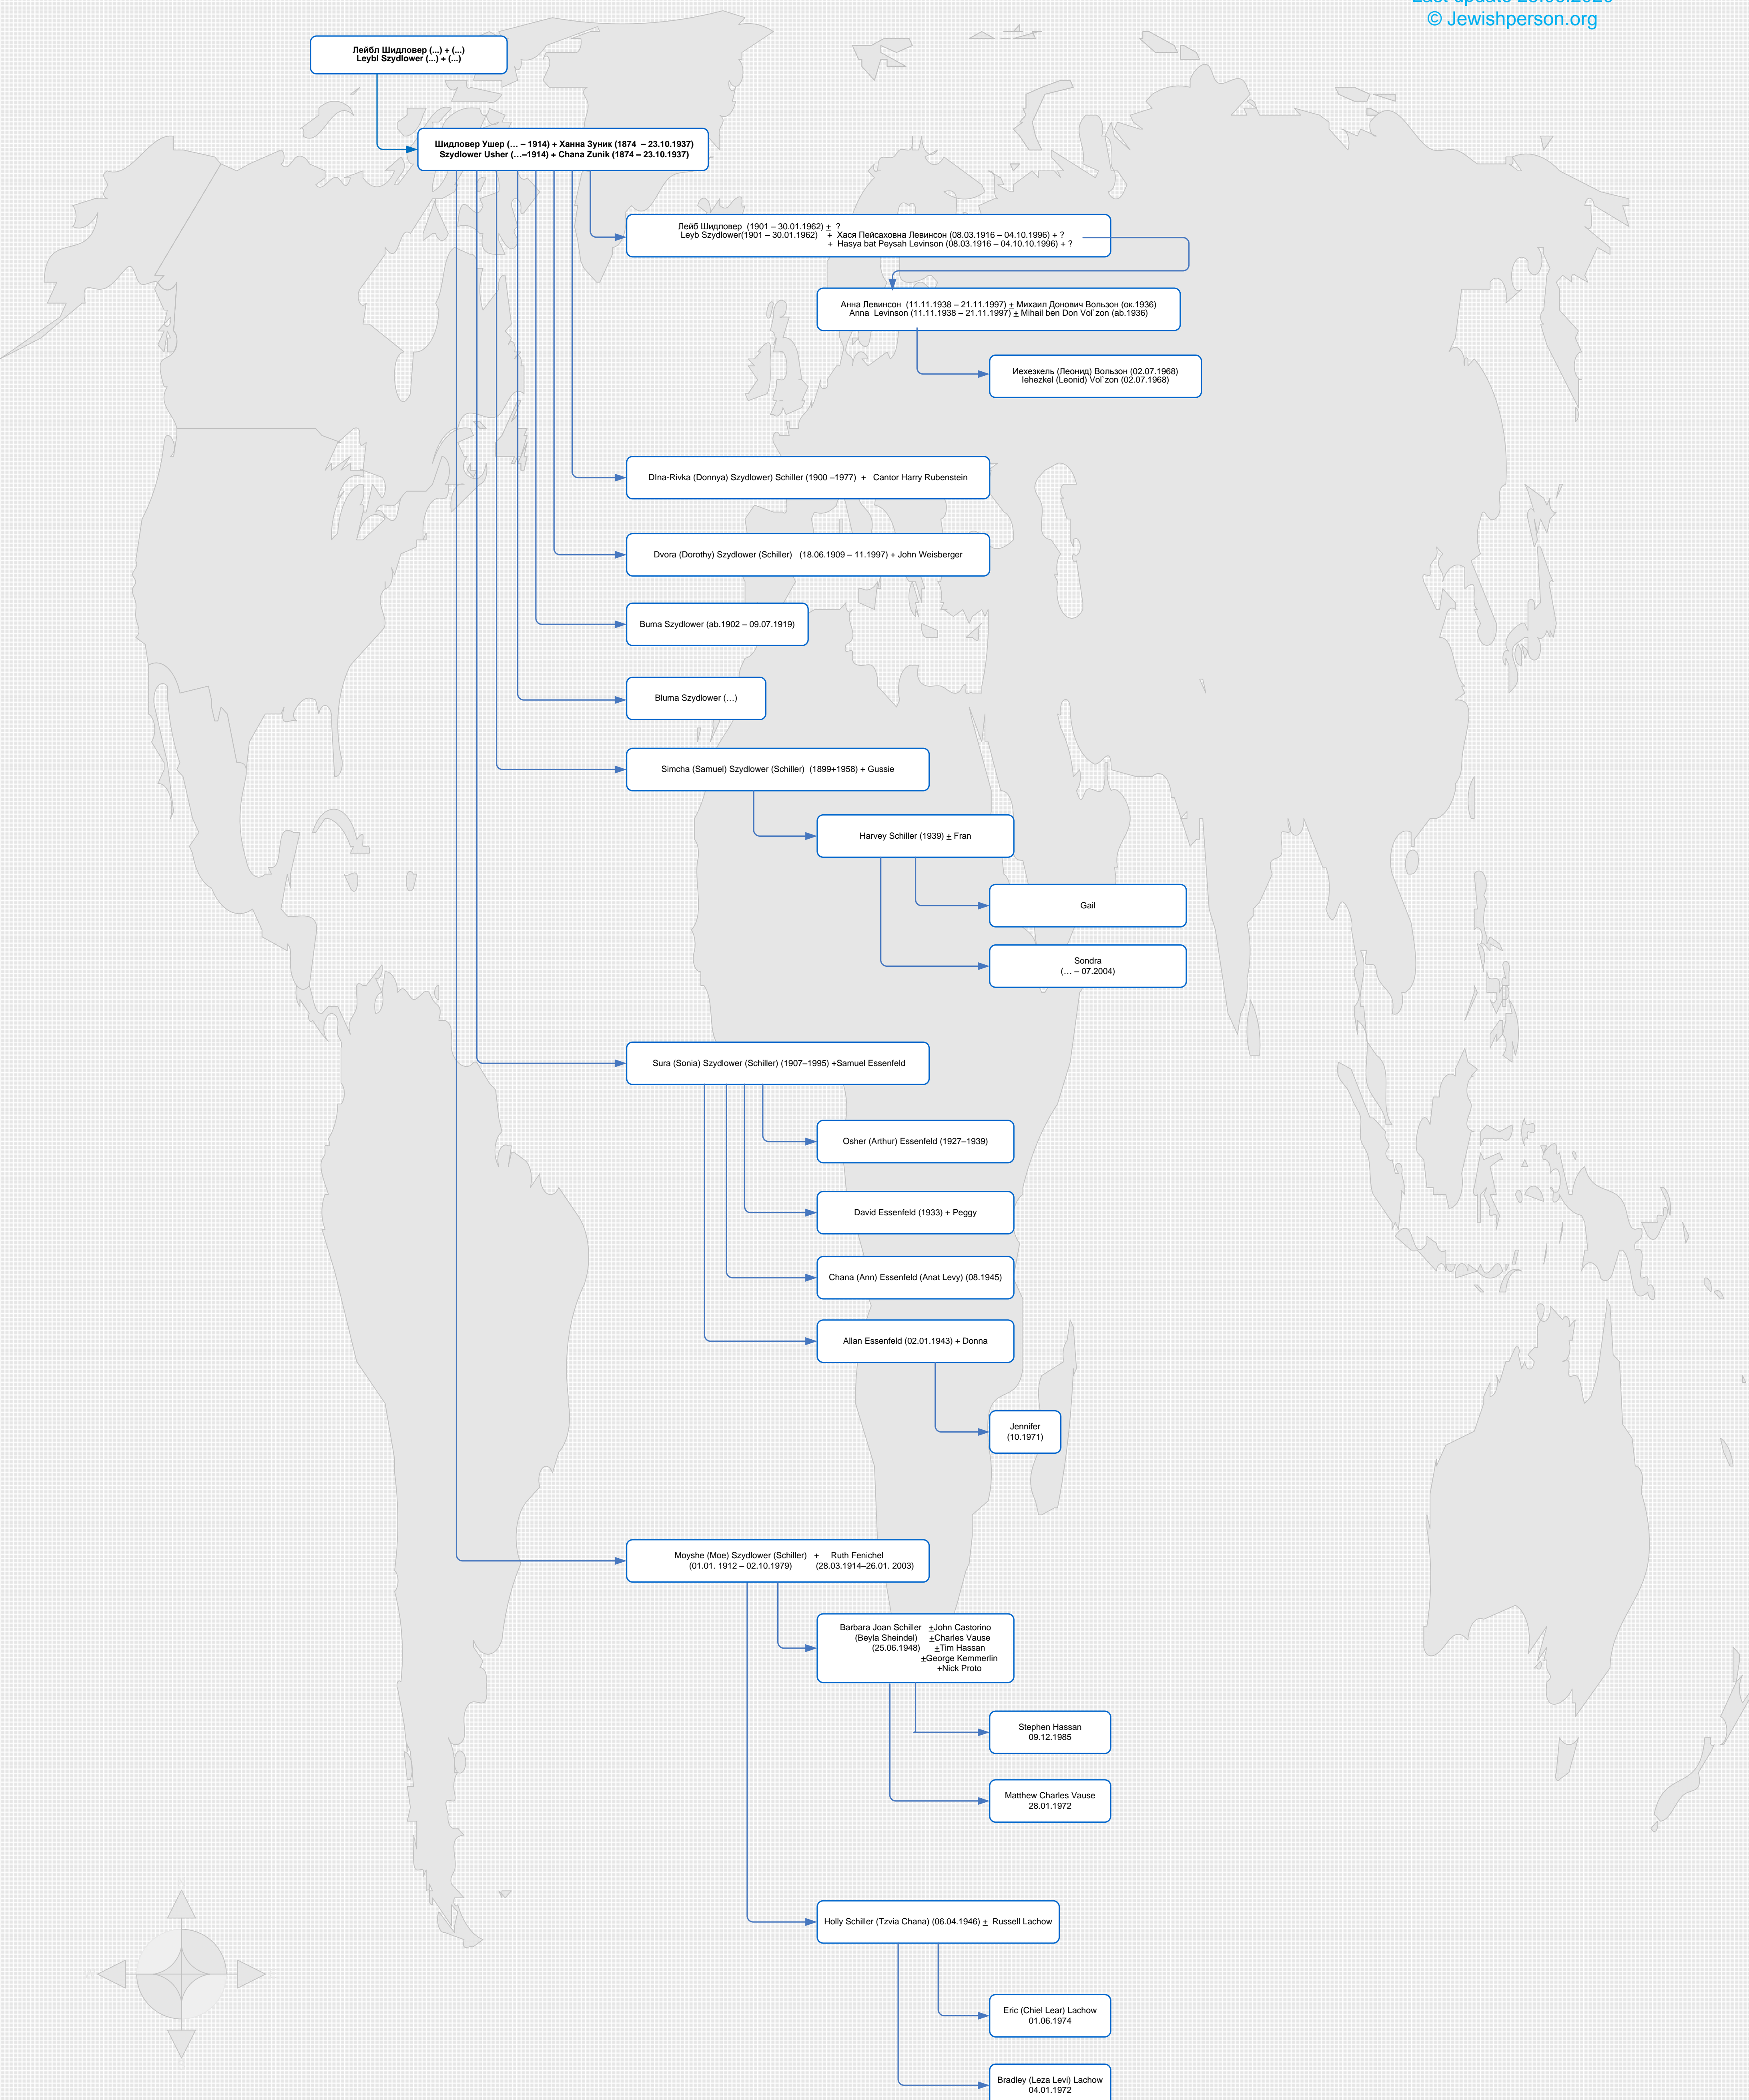 © Jewishperson.org
Лейбл Шидловер (...) + (...)
Leybl Szydlower (...) + (...)
Шидловер Ушер (... – 1914) + Ханна Зуник (1874 – 23.10.1937)
Szydlower Usher (...–1914) + Chana Zunik (1874 – 23.10.1937)
Лейб Шидловер (1901 – 30.01.1962) ± ?
Leyb Szydlower(1901 – 30.01.1962) + Хася Пейсаховна Левинсон (08.03.1916 – 04.10.1996) + ?
+ Hasya bat Peysah Levinson (08.03.1916 – 04.10.10.1996) + ?
Анна Левинсон (11.11.1938 – 21.11.1997) ± Михаил Донович Вользон (ок.1936)
Anna Levinson (11.11.1938 – 21.11.1997) ± Mihail ben Don Vol`zon (ab.1936)
Иехезкель (Леонид) Вользон (02.07.1968)
Iehezkel (Leonid) Vol`zon (02.07.1968)
DIna-Rivka (Donnya) Szydlower) Schiller (1900 –1977) + Cantor Harry Rubenstein
Dvora (Dorothy) Szydlower (Schiller) (18.06.1909 – 11.1997) + John Weisberger
Buma Szydlower (ab.1902 – 09.07.1919)
Bluma Szydlower (...)
Simcha (Samuel) Szydlower (Schiller) (1899+1958) + Gussie
Harvey Schiller (1939) ± Fran
Gail
Sondra
(... – 07.2004)
Sura (Sonia) Szydlower (Schiller) (1907–1995) +Samuel Essenfeld
Osher (Arthur) Essenfeld (1927–1939)
David Essenfeld (1933) + Peggy
Chana (Ann) Essenfeld (Anat Levy) (08.1945)
Allan Essenfeld (02.01.1943) + Donna
Jennifer
(10.1971)
Moyshe (Moe) Szydlower (Schiller) + Ruth Fenichel
(01.01. 1912 – 02.10.1979) (28.03.1914–26.01. 2003)
Barbara Joan Schiller ±John Castorino
(Beyla Sheindel) ±Charles Vause
(25.06.1948) ±Tim Hassan
±George Kemmerlin
+Nick Proto
Stephen Hassan
09.12.1985
Matthew Charles Vause
28.01.1972
Holly Schiller (Tzvia Chana) (06.04.1946) ± Russell Lachow
Eric (Chiel Lear) Lachow
01.06.1974
Bradley (Leza Levi) Lachow
04.01.1972